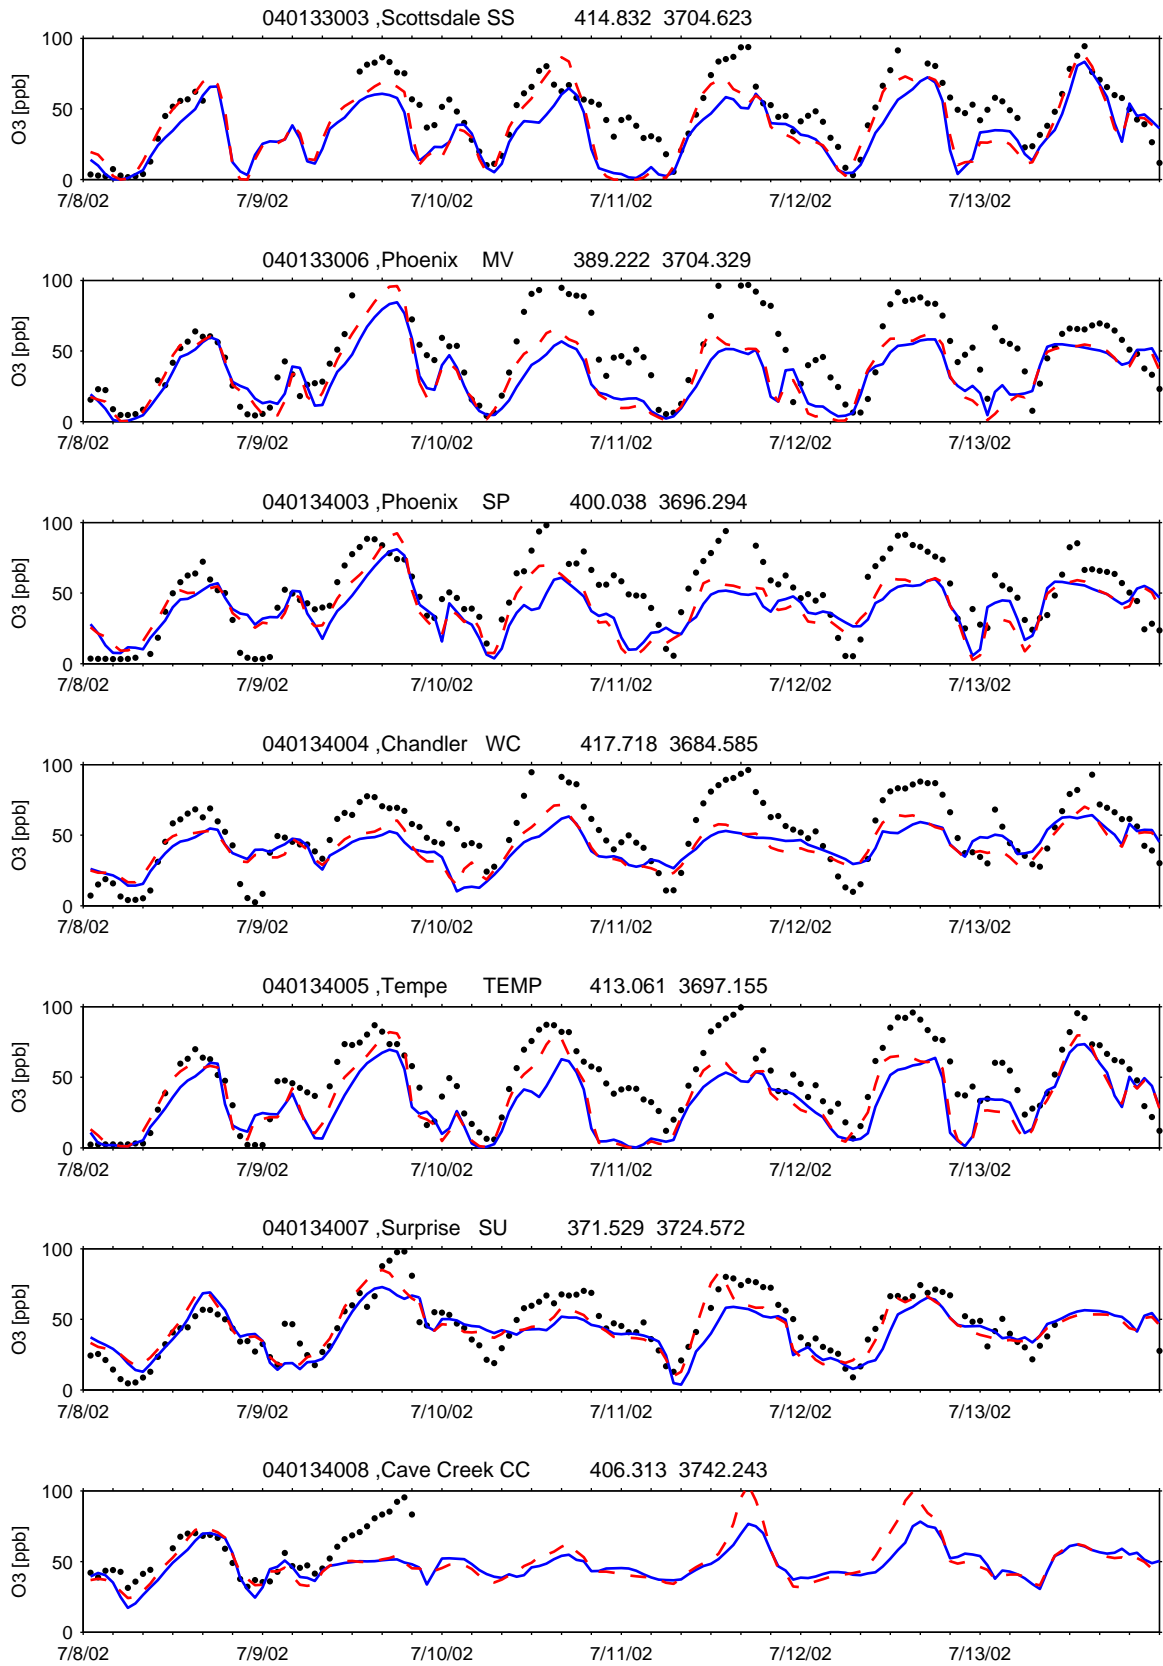 040133003 ,Scottsdale SS 414.832 3704.623
100
50
0
O3 [ppb]
7/8/02 7/9/02 7/10/02 7/11/02 7/12/02 7/13/02
040133006 ,Phoenix MV 389.222 3704.329
100
50
0
O3 [ppb]
7/8/02 7/9/02 7/10/02 7/11/02 7/12/02 7/13/02
040134003 ,Phoenix SP 400.038 3696.294
100
50
0
O3 [ppb]
7/8/02 7/9/02 7/10/02 7/11/02 7/12/02 7/13/02
040134004 ,Chandler WC 417.718 3684.585
100
50
0
O3 [ppb]
7/8/02 7/9/02 7/10/02 7/11/02 7/12/02 7/13/02
040134005 ,Tempe TEMP 413.061 3697.155
100
50
0
O3 [ppb]
7/8/02 7/9/02 7/10/02 7/11/02 7/12/02 7/13/02
040134007 ,Surprise SU 371.529 3724.572
100
50
0
O3 [ppb]
7/8/02 7/9/02 7/10/02 7/11/02 7/12/02 7/13/02
040134008 ,Cave Creek CC 406.313 3742.243
100
50
0
O3 [ppb]
7/8/02 7/9/02 7/10/02 7/11/02 7/12/02 7/13/02